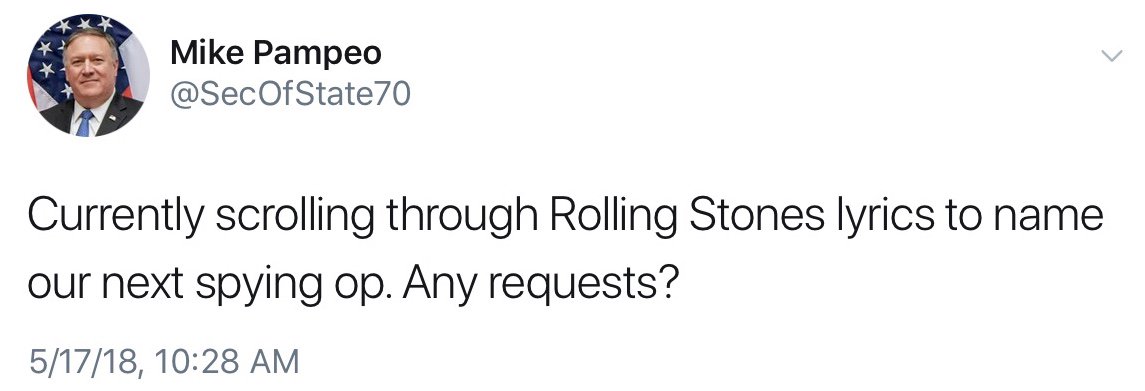 Mike Pampeo
@SecOfState70
Currently scrolling through Rolling Stones lyrics to name
our next spying op. Any requests?
5/17/18, 10:28 AM